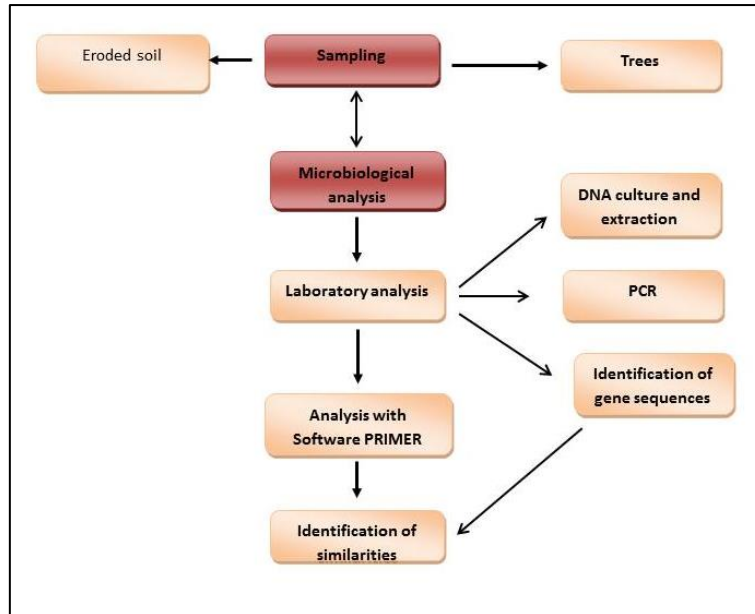 Eroded soil
Sampling
Trees
Microbiological
analysis
DNA culture and
extraction
Laboratory analysis
PCR
Identification of
gene sequences
Analysis with
Software PRIMER
Identification of
similarities